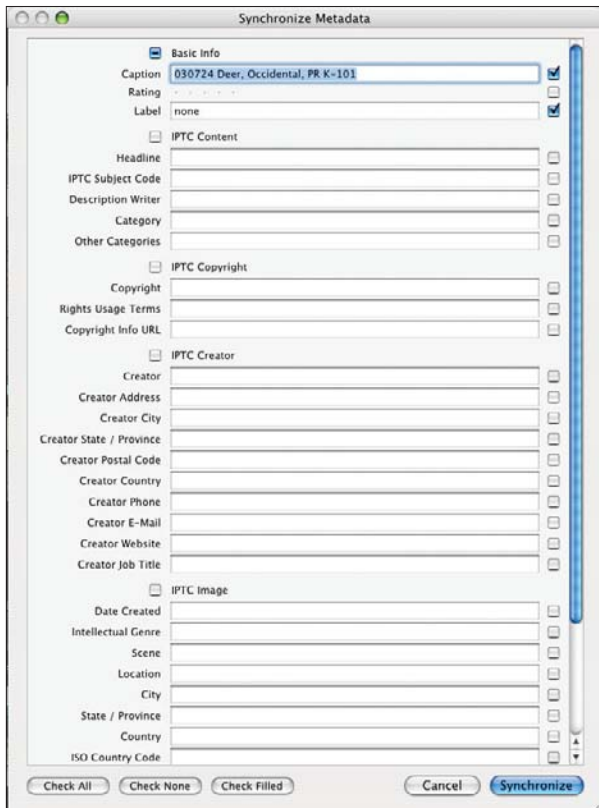 Synchronize Metadata
Basic Info
Caption 030724 Deer, Occidental, PR K-101
Rating . . . . .
Label none
IPTC Content
Headline
IPTC Subject Code
Description Writer
Category
Other Categories
IPTC Copyright
Copyright
Rights Usage Terms
Copyright Info URL
IPTC Creator
Creator
Creator Address
Creator City
Creator State / Province
Creator Postal Code
Creator Country
Creator Phone
Creator E-Mail
Creator Website
Creator Job Title
IPTC Image
Date Created
Intellectual Genre
Scene
Location
City
State / Province
Country
ISO Country Code
Check All Check None Check Filled Cancel Synchronize